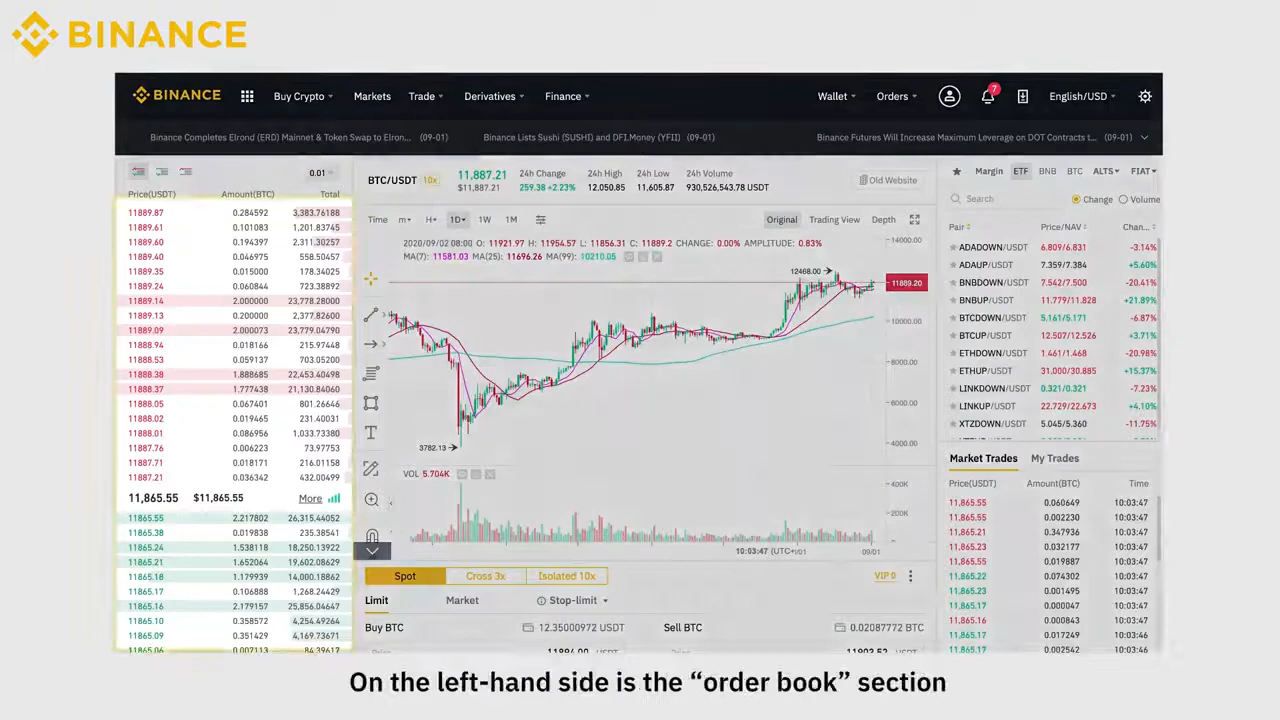 BINANCE
BINANCE Buy Crypto Markets Trade Derivatives Finance Wallet Orders 7 English/USD
Binance Completes Elrond (ERD) Mainnet & Token Swap to Elron... (09-01) Binance Lists Sushi (SUSHI) and DFI.Money (YFII) (09-01) Binance Futures Will Increase Maximum Leverage on DOT Contracts t... (09-01)
0.01
Price(USDT) Amount(BTC) Total
11889.87 0.284592 3,383.76188
11889.61 0.101083 1,201.83745
11889.60 0.194397 2,311.30257
11889.40 0.046975 558.50457
11889.35 0.015000 178.34025
11889.24 0.060844 723.38892
11889.14 2.000000 23,778.28000
11889.13 0.200000 2,377.82600
11889.09 2.000073 23,779.04790
11888.94 0.018166 215.97448
11888.53 0.059137 703.05200
11888.38 1.888685 22,453.40498
11888.37 1.777438 21,130.84060
11888.05 0.067401 801.26646
11888.02 0.019465 231.40031
11888.01 0.086956 1,033.73380
11887.76 0.006223 73.97753
11887.71 0.018171 216.01158
11887.21 0.036342 432.00499
11,865.55 $11,865.55 More
11865.55 2.217802 26,315.44052
11865.38 0.019838 235.38541
11865.24 1.538118 18,250.13922
11865.21 1.652064 19,602.08629
11865.18 1.179939 14,000.18862
11865.17 0.106888 1,268.24429
11865.16 2.179157 25,856.04647
11865.10 0.358572 4,254.49264
11865.09 0.351429 4,169.73671
11865.06 0.007113 84.39617
BTC/USDT 10x
11,887.21
$11,887.21
24h Change
259.38 +2.23%
24h High
12,050.85
24h Low
11,605.87
24h Volume
930,526,543.78 USDT
Old Website
Time m H 1D 1W 1M Original Trading View Depth
2020/09/02 08:00 O: 11921.97 H: 11954.57 L: 11856.31 C: 11889.2 CHANGE: 0.00% AMPLITUDE: 0.83%
MA(7): 11581.03 MA(25): 11696.26 MA(99): 10210.05
14000.00
12468.00
11889.20
10000.00
8000.00
6000.00
4000.00
3782.13
T
VOL 5.704K
400K
200K
10:03:47 (UTC+ /01 09/01
Spot Cross 3x Isolated 10x VIP 0
Limit Market Stop-limit
Buy BTC 12.35000972 USDT Sell BTC 0.02087772 BTC
Margin ETF BNB BTC ALTS FIAT
Search Change Volume
Pair Price/NAV Chan...
ADADOWN/USDT 6.809/6.831 -3.14%
ADAUP/USDT 7.359/7.384 +5.60%
BNBDOWN/USDT 7.542/7.500 -20.41%
BNBUP/USDT 11.779/11.828 +21.89%
BTCDOWN/USDT 5.161/5.171 -6.87%
BTCUP/USDT 12.507/12.526 +3.71%
ETHDOWN/USDT 1.461/1.468 -20.98%
ETHUP/USDT 31.000/30.885 +15.37%
LINKDOWN/USDT 0.321/0.321 -7.23%
LINKUP/USDT 22.729/22.673 +4.10%
XTZDOWN/USDT 5.045/5.360 -11.75%
Market Trades My Trades
Price(USDT) Amount(BTC) Time
11,865.55 0.060649 10:03:47
11,865.55 0.002230 10:03:47
11,865.21 0.347936 10:03:47
11,865.23 0.032177 10:03:47
11,865.55 0.019887 10:03:47
11,865.22 0.074302 10:03:47
11,865.23 0.001495 10:03:47
11,865.17 0.000047 10:03:47
11,865.16 0.000843 10:03:47
11,865.17 0.017249 10:03:46
11,865.17 0.002542 10:03:46
On the left-hand side is the “order book” section